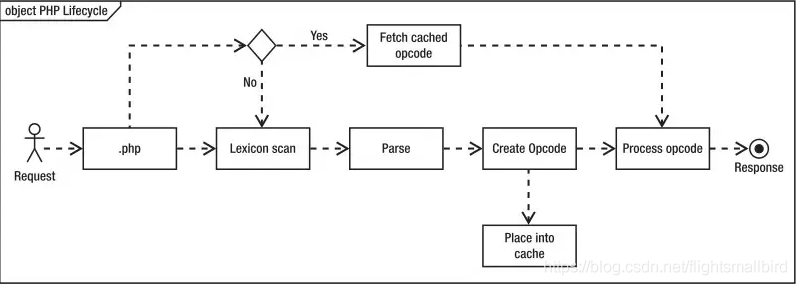 object PHP Lifecycle
Yes
Fetch cached
opcode
No
Request
.php
Lexicon scan
Parse
Create Opcode
Process opcode
Response
Place into
cache
https://blog.csdn.net/flightsmallbird